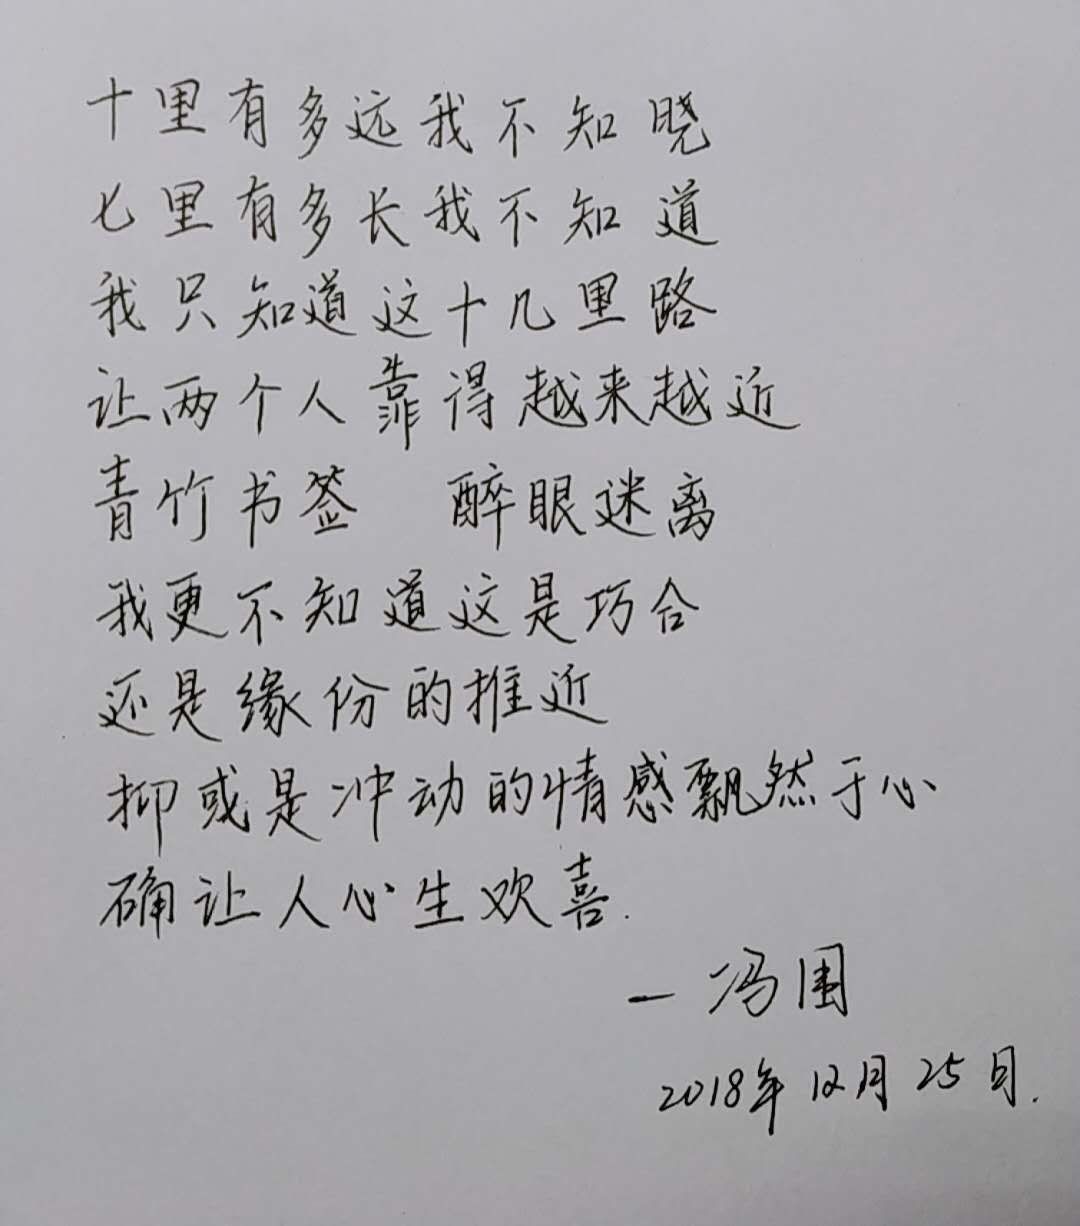 十里有多远我不知晓
七里有多长我不知道
我只知道这十几里路
让两个人靠得越来越近
青竹书签 醉眼迷离
我更不知道这是巧合
还是缘份的推近
抑或是冲动的情感飘然于心
确让人心生欢喜.
一冯围
2018年12月25日.